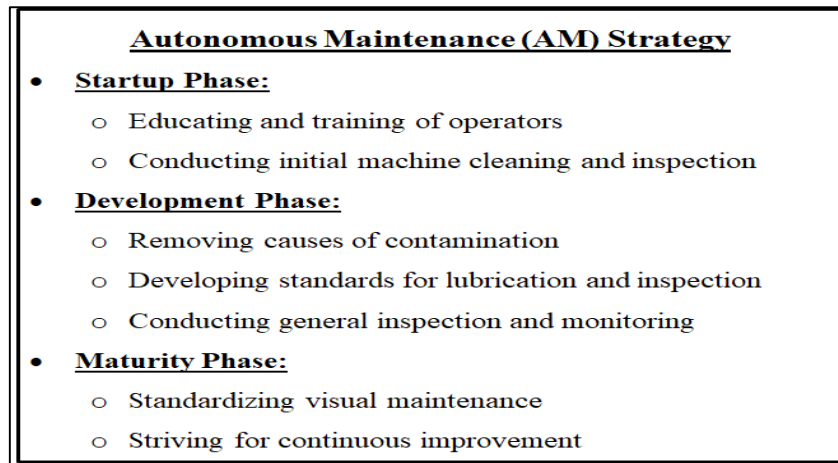 Autonomous Maintenance (AM) Strategy
• Startup Phase:
o Educating and training of operators
o Conducting initial machine cleaning and inspection
• Development Phase:
o Removing causes of contamination
o Developing standards for lubrication and inspection
o Conducting general inspection and monitoring
• Maturity Phase:
o Standardizing visual maintenance
o Striving for continuous improvement